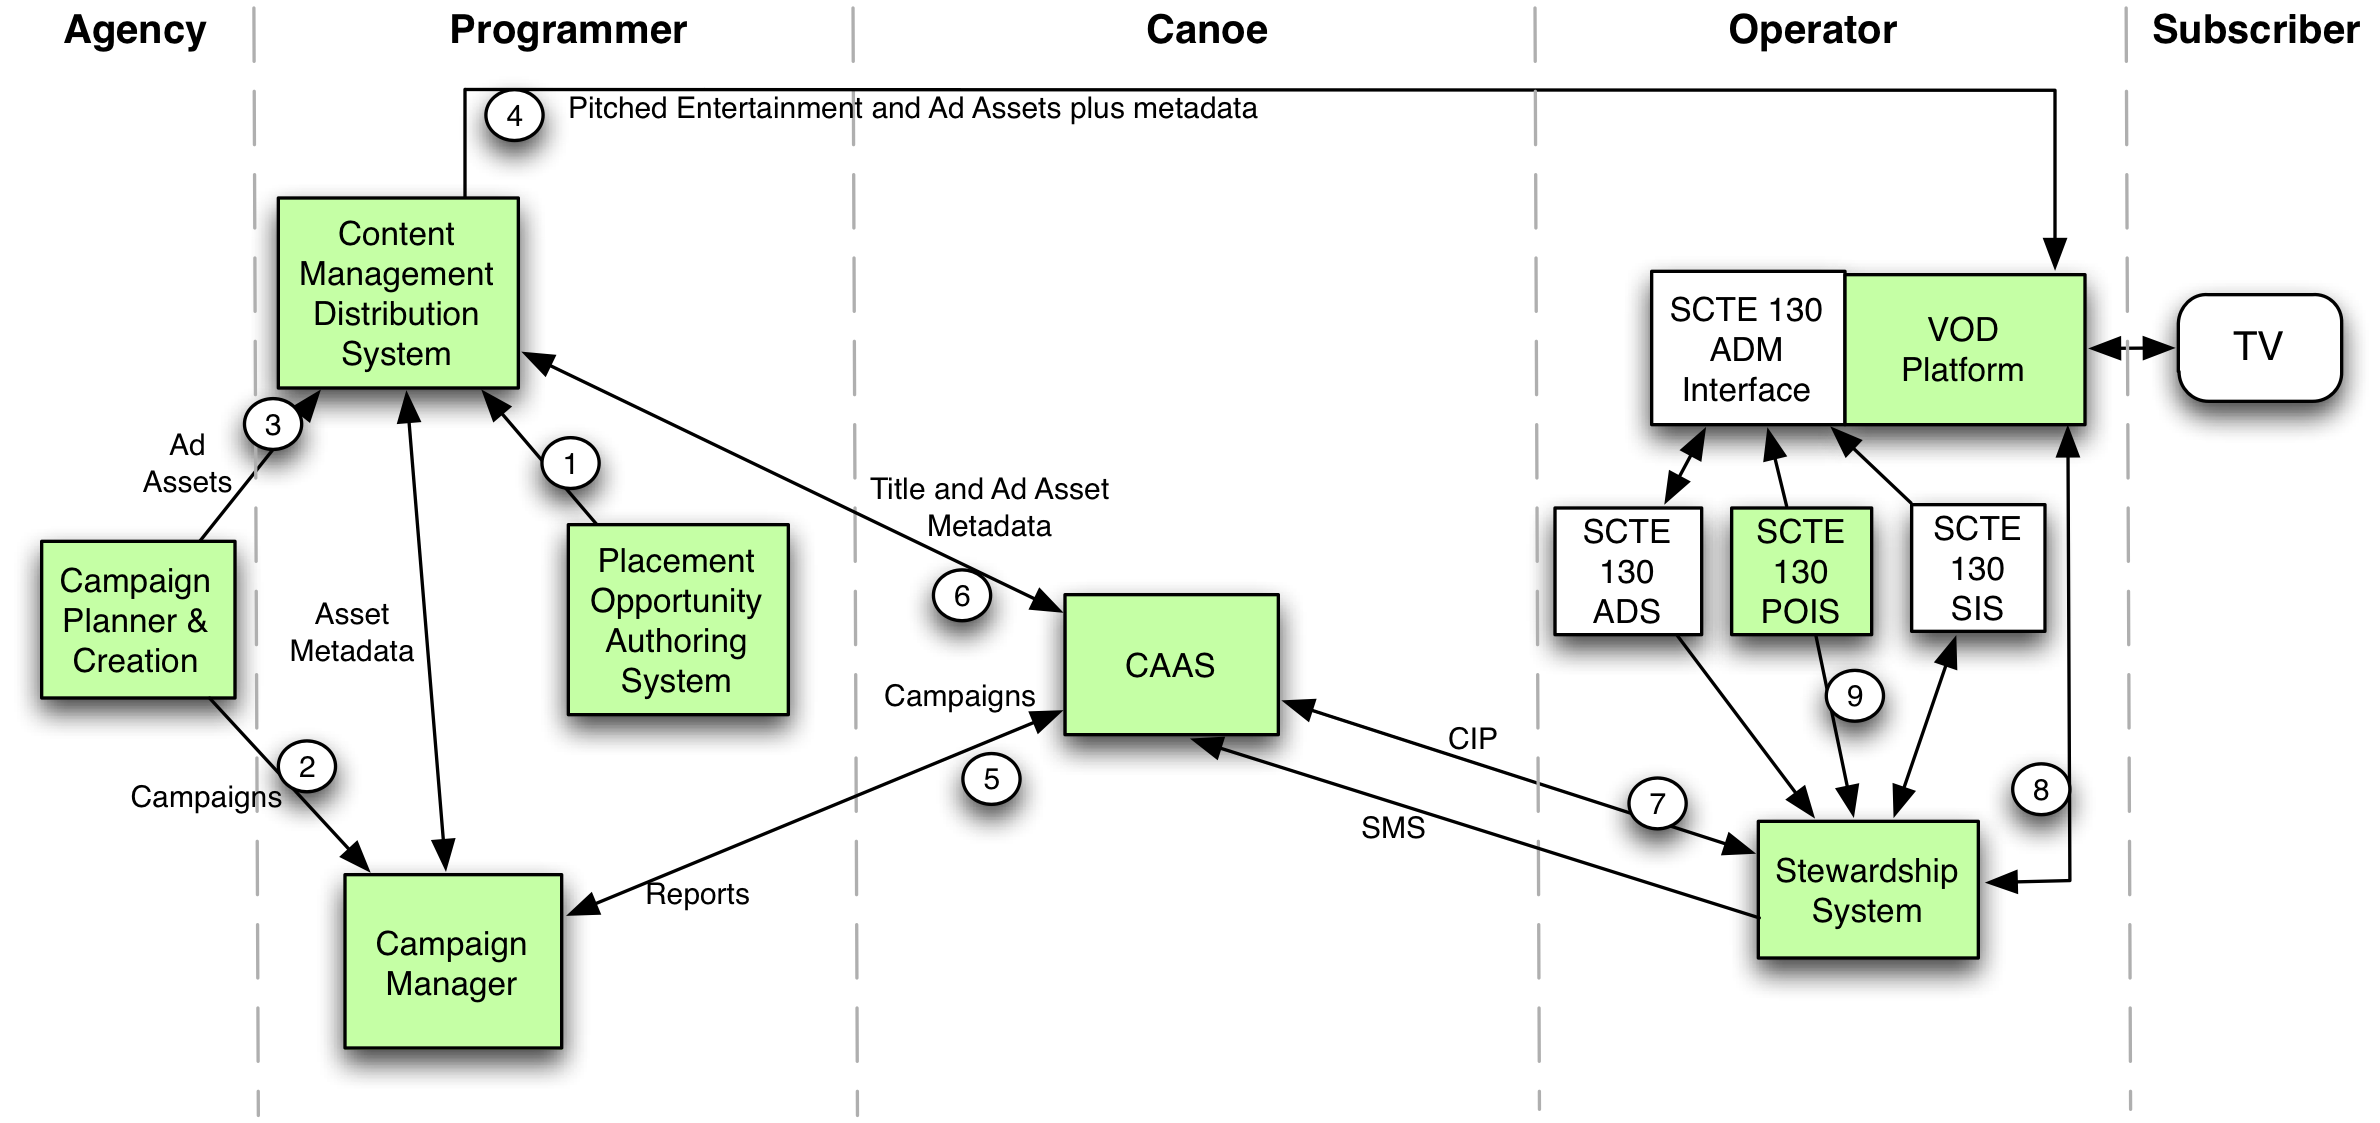 Agency
Programmer
Canoe
Operator
Subscriber
4
Pitched Entertainment and Ad Assets plus metadata
Content
Management
Distribution
System
SCTE 130
ADM
Interface
VOD
Platform
TV
3
Ad
Assets
1
Title and Ad Asset
Metadata
6
SCTE
130
ADS
SCTE
130
POIS
SCTE
130
SIS
Campaign
Planner &
Creation
Asset
Metadata
Placement
Opportunity
Authoring
System
CAAS
Campaigns
5
Reports
2
Campaigns
CIP
SMS
7
9
8
Campaign
Manager
Stewardship
System